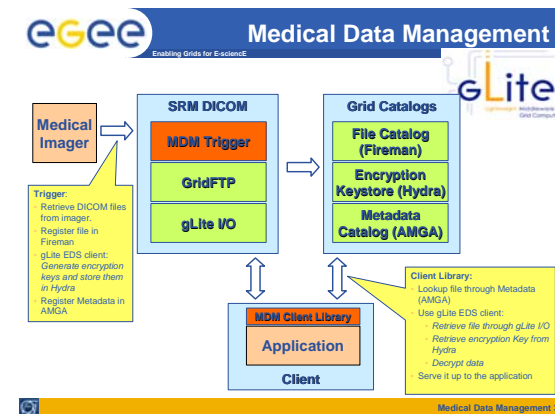 egee
Medical Data Management
Enabling Grids for E-sciencE
gLite
Lightweight Middleware
Grid Comput
Medical
Imager
SRM DICOM
MDM Trigger
GridFTP
gLite I/O
Grid Catalogs
File Catalog
(Fireman)
Encryption
Keystore (Hydra)
Metadata
Catalog (AMGA)
Trigger:
- Retrieve DICOM files
from imager.
- Register file in
Fireman
- gLite EDS client:
Generate encryption
keys and store them
in Hydra
- Register Metadata in
AMGA
MDM Client Library
Application
Client
Client Library:
- Lookup file through Metadata
(AMGA)
- Use gLite EDS client:
- Retrieve file through gLite I/O
- Retrieve encryption Key from
Hydra
- Decrypt data
- Serve it up to the application
Medical Data Management